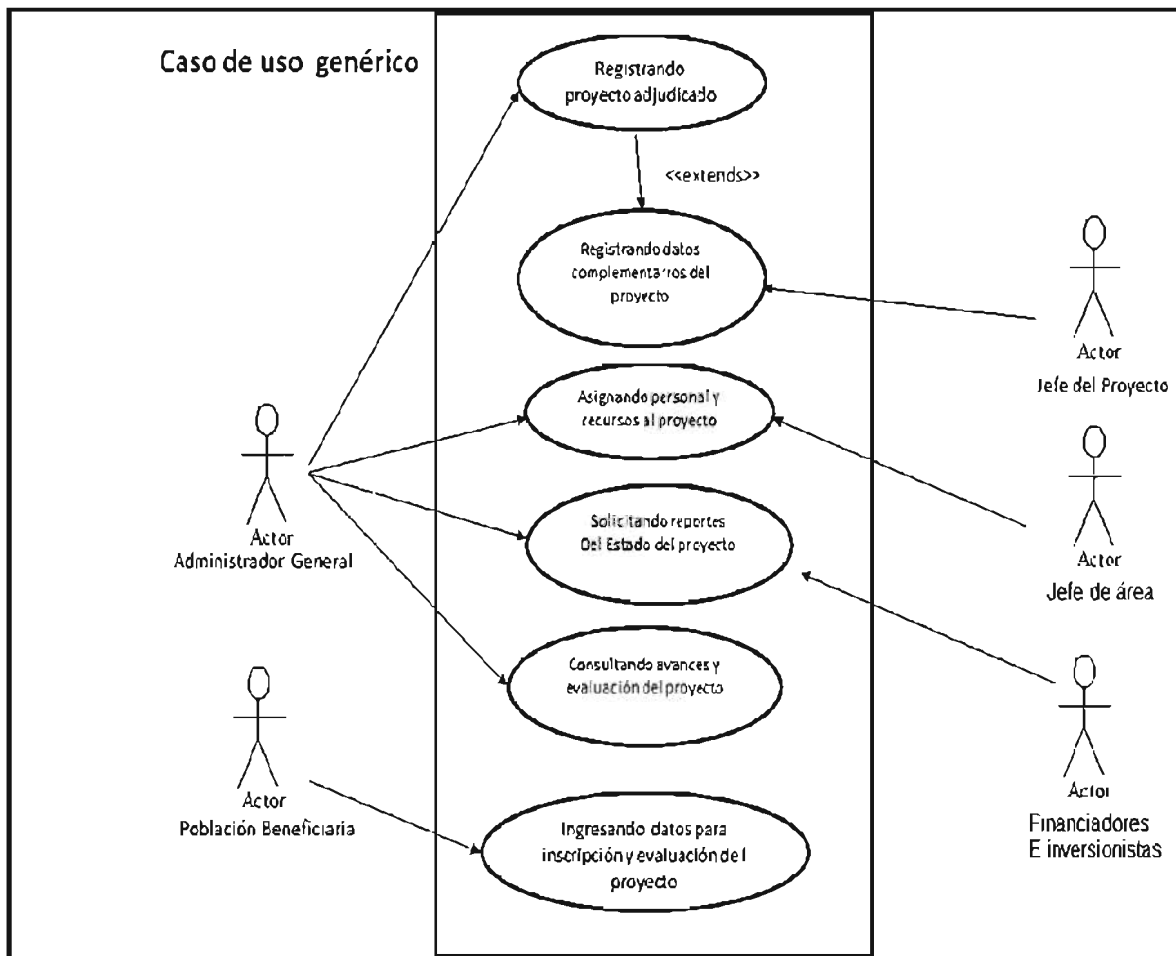 Caso de uso genérico
Registrando
proyecto adjudicado
<<extends>>
Registrando datos
complementarros del
proyecto
Actor
Jefe del Proyecto
Asignando personal y
recursos al proyecto
Actor
Administrador General
Solicitando reportes
Del Estado del proyecto
Actor
Jefe de área
Consultando avances y
evaluación del proyecto
Actor
Población Beneficiaria
Actor
Financiadores
E inversionistas
Ingresando datos para
inscripción y evaluación del
proyecto